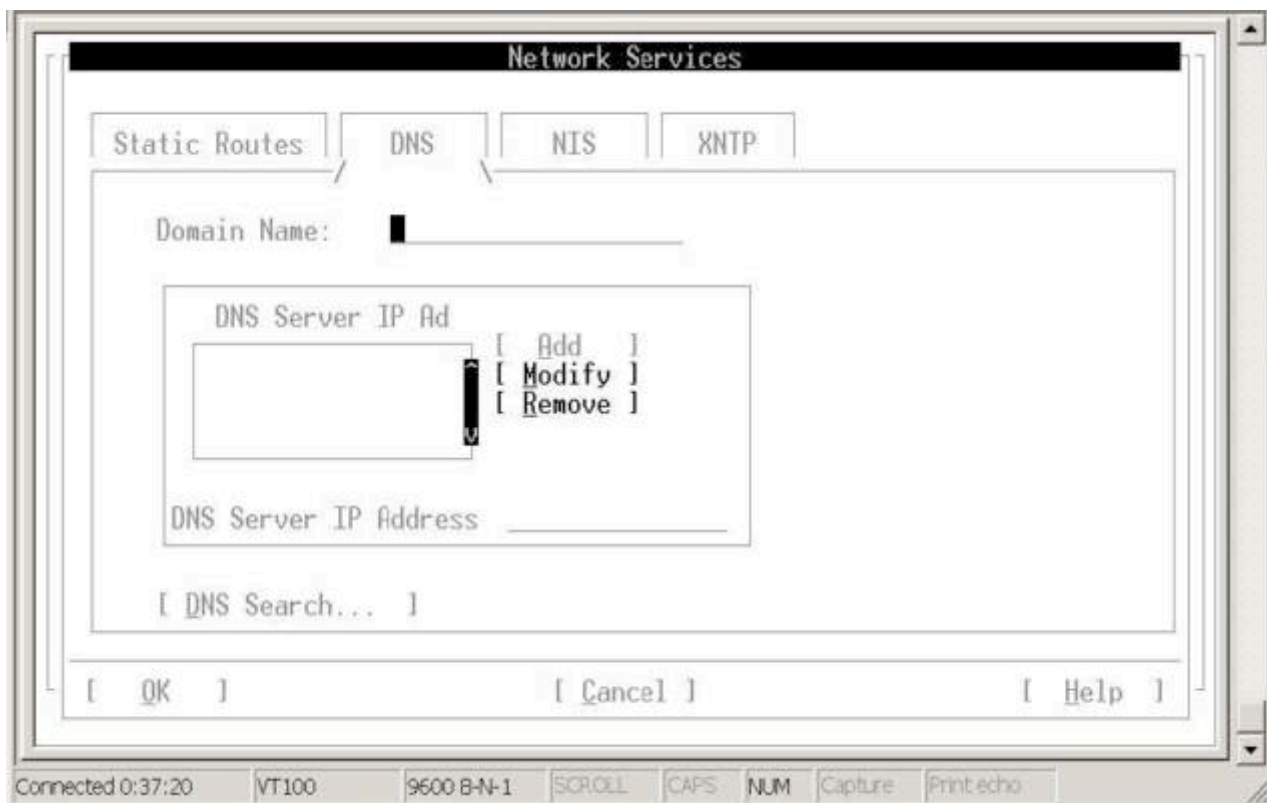 Network Services
Static Routes DNS NIS XNTP
Domain Name:
DNS Server IP Ad
[ Add ]
[ Modify ]
[ Remove ]
DNS Server IP Address
[ DNS Search... ]
[ OK ] [ Cancel ] [ Help ]
Connected 0:37:20 VT100 9600 8-N-1 SCROLL CAPS NUM Capture Print echo